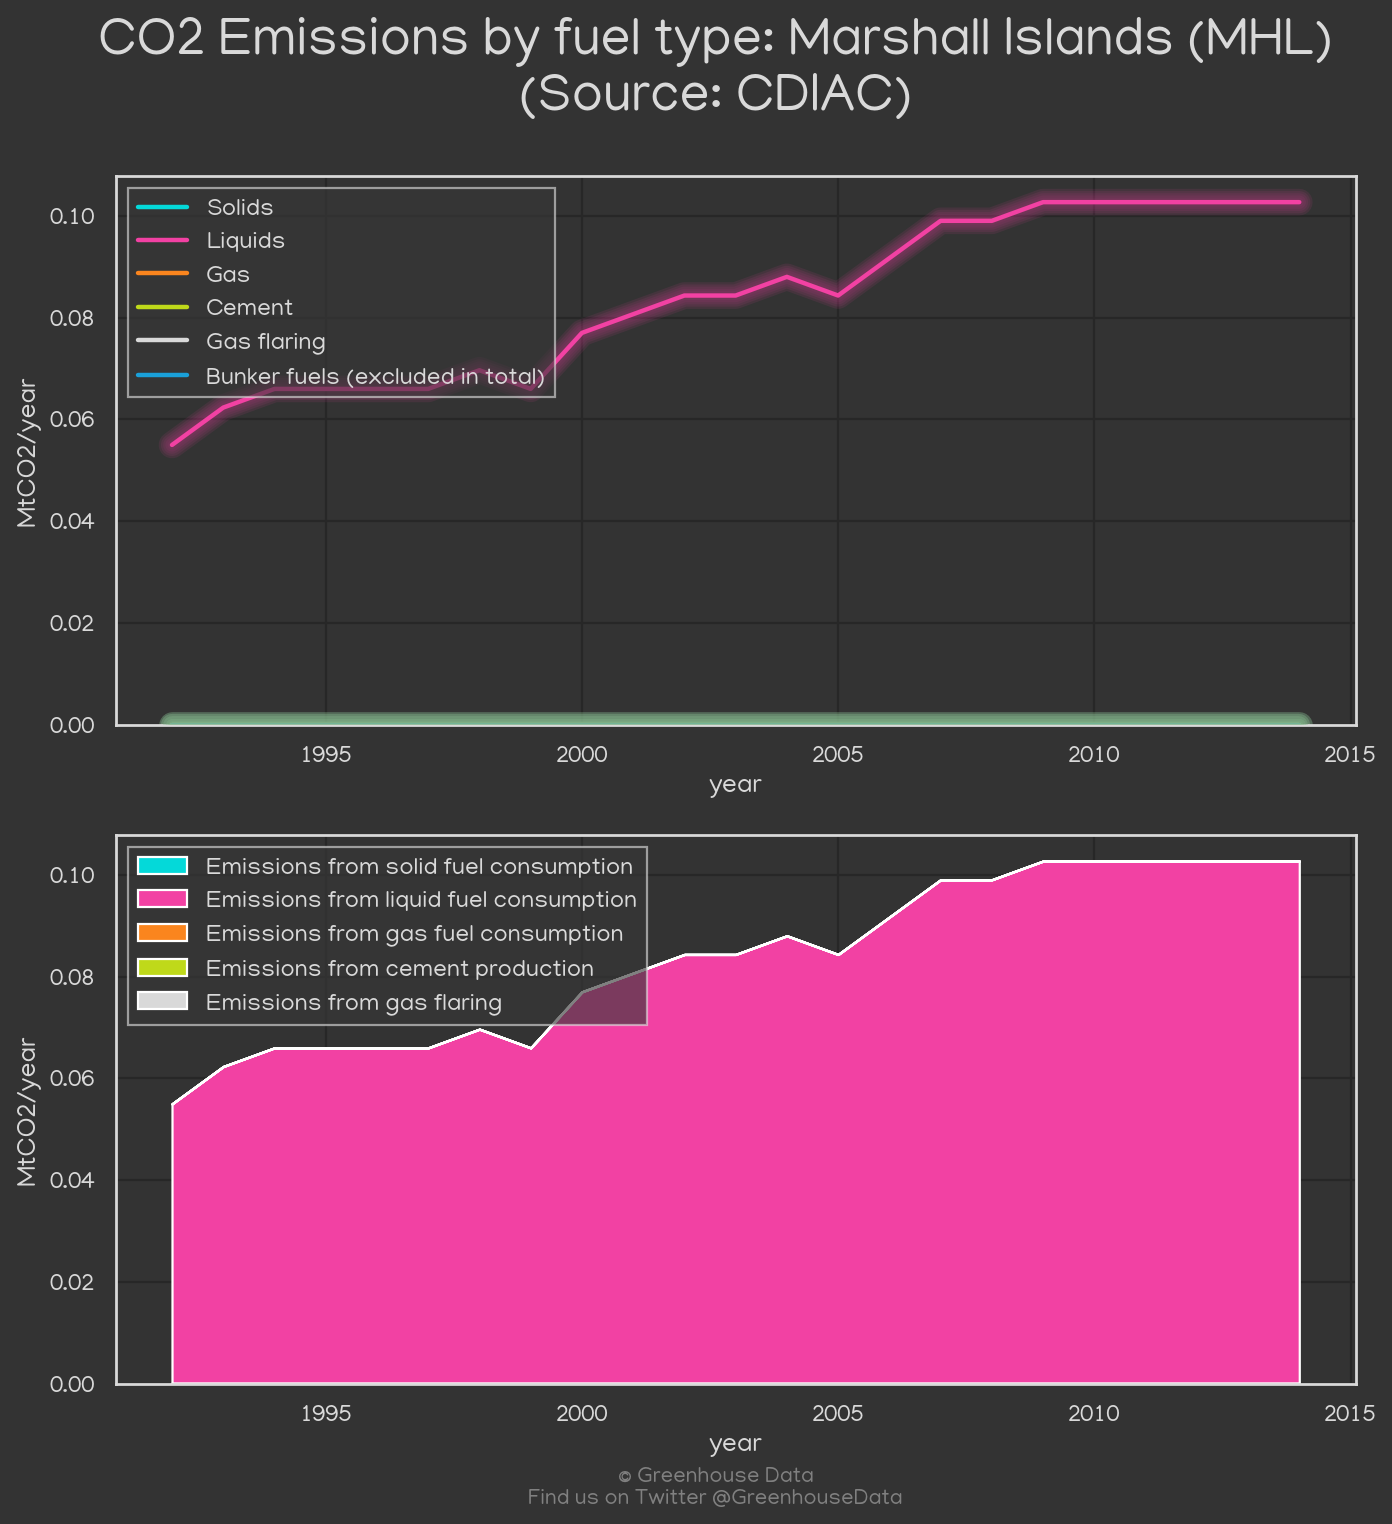 CO2 Emissions by fuel type: Marshall Islands (MHL)
(Source: CDIAC)
Solids
Liquids
Gas
Cement
Gas flaring
Bunker fuels (excluded in total)
0.10
0.08
0.06
0.04
0.02
0.00
MtCO2/year
1995 2000 2005 2010 2015
year
Emissions from solid fuel consumption
Emissions from liquid fuel consumption
Emissions from gas fuel consumption
Emissions from cement production
Emissions from gas flaring
0.10
0.08
0.06
0.04
0.02
0.00
MtCO2/year
1995 2000 2005 2010 2015
year
© Greenhouse Data
Find us on Twitter @GreenhouseData